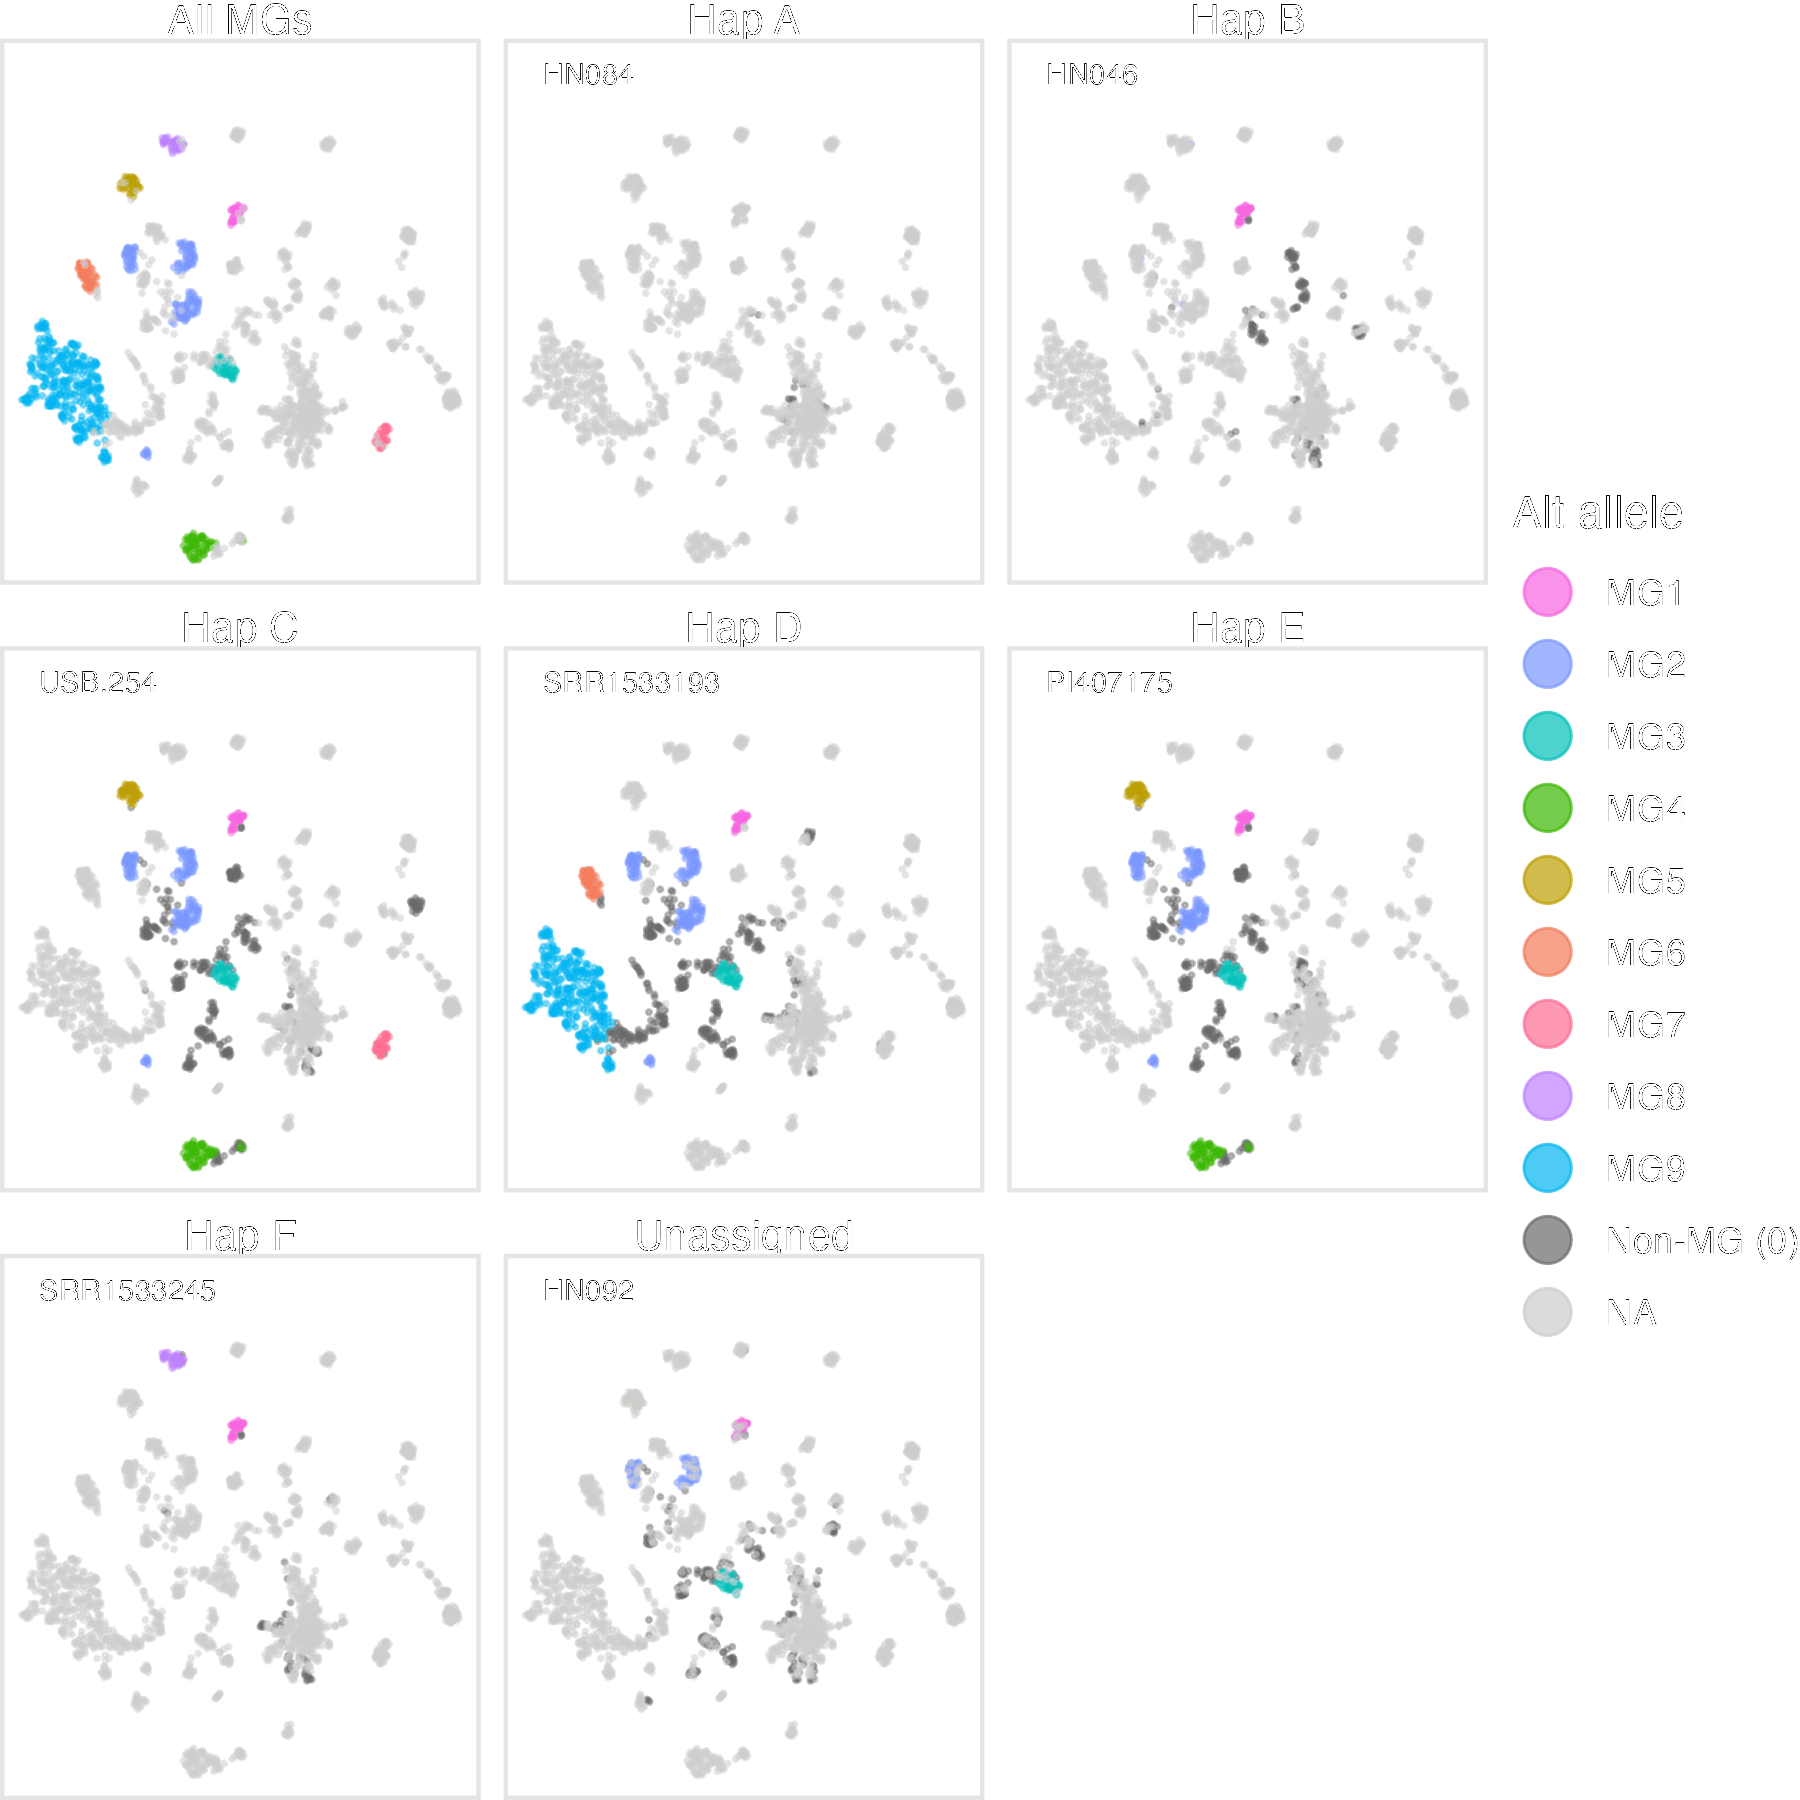 All MGs
Hap A
Hap B
HN084
HN046
Hap C
Hap D
Hap E
USB.254
SRR1533193
PI407175
Hap F
Unassigned
SRR1533245
HN092
Alt allele
MG1
MG2
MG3
MG4
MG5
MG6
MG7
MG8
MG9
Non-MG (0)
NA